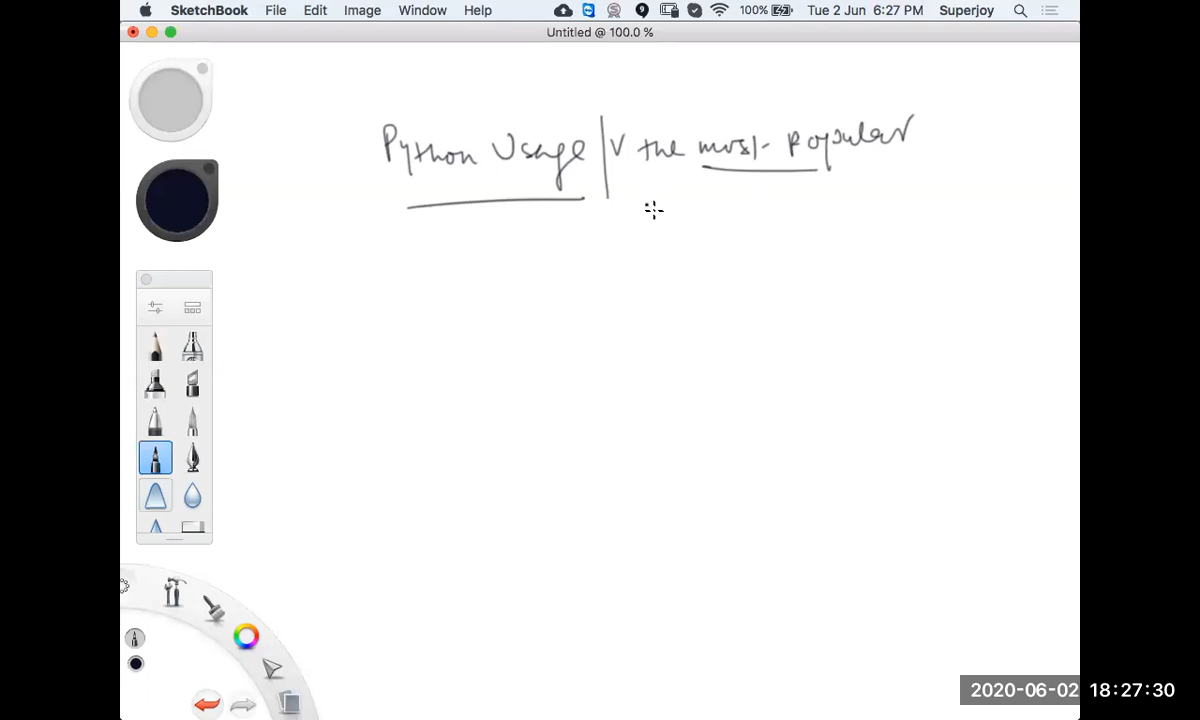 SketchBook File Edit Image Window Help 9 100% Tue 2 Jun 6:27 PM Superjoy
Untitled @ 100.0 %
Python Usage | V the most popular
2020-06-02 18:27:30